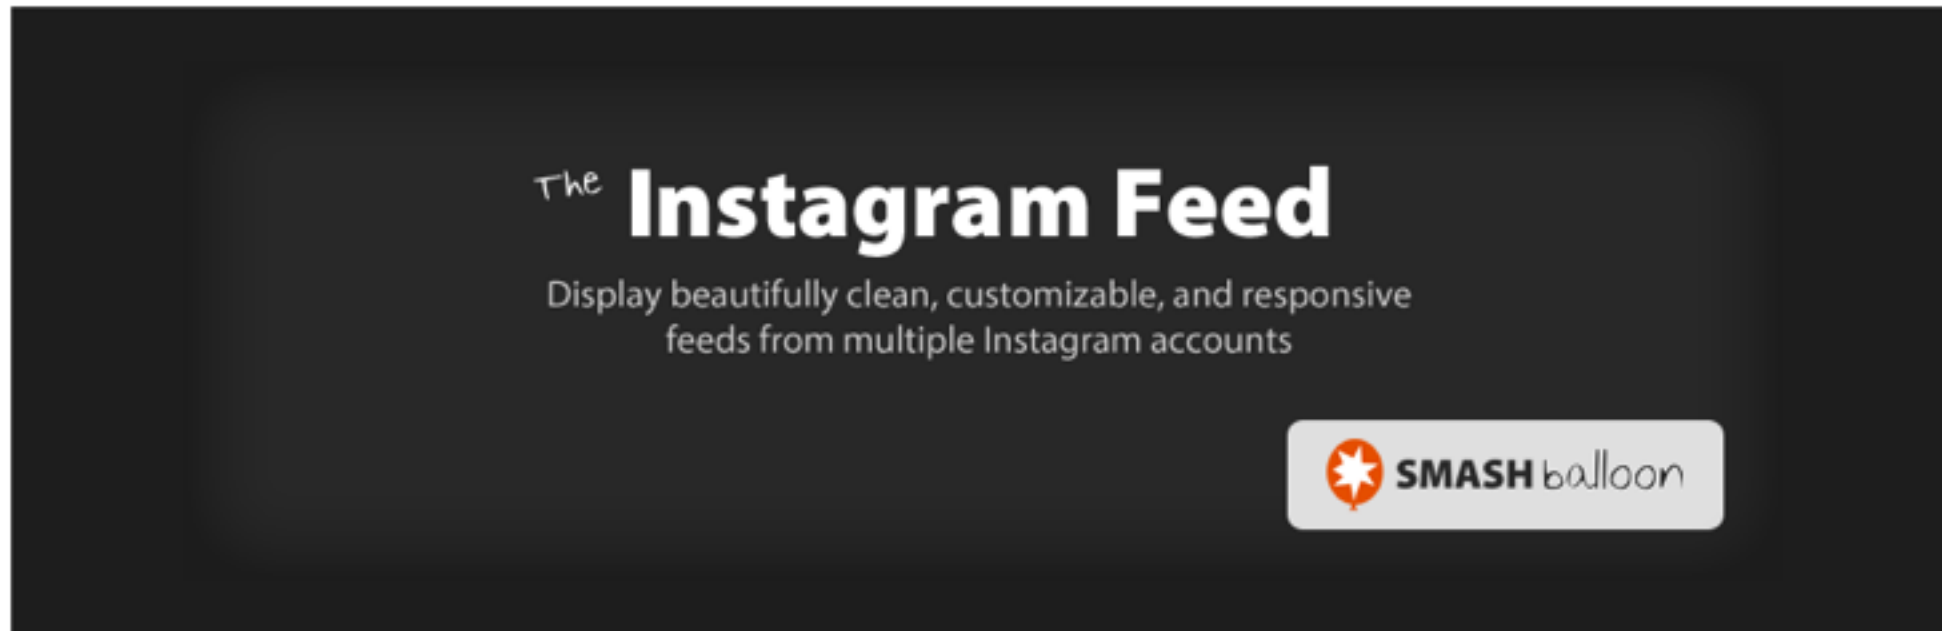 The Instagram Feed
Display beautifully clean, customizable, and responsive
feeds from multiple Instagram accounts
SMASH balloon